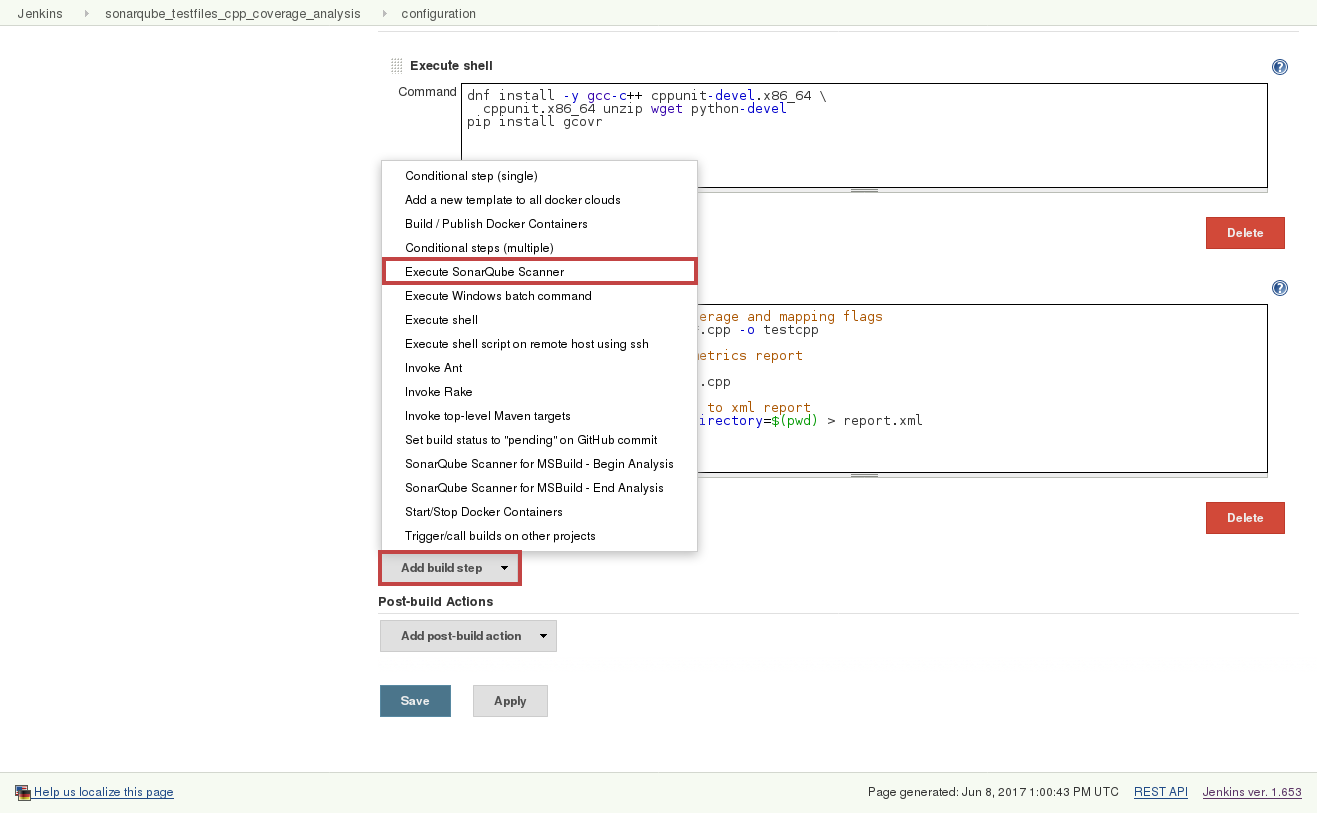 Jenkins sonarqube_testfiles_cpp_coverage_analysis configuration
Execute shell
Command
dnf install -y gcc-c++ cppunit-devel.x86_64 \
cppunit.x86_64 unzip wget python-devel
pip install gcovr
Delete
Conditional step (single)
Add a new template to all docker clouds
Build / Publish Docker Containers
Conditional steps (multiple)
Execute SonarQube Scanner
Execute Windows batch command
Execute shell
Execute shell script on remote host using ssh
Invoke Ant
Invoke Rake
Invoke top-level Maven targets
Set build status to "pending" on GitHub commit
SonarQube Scanner for MSBuild - Begin Analysis
SonarQube Scanner for MSBuild - End Analysis
Start/Stop Docker Containers
Trigger/call builds on other projects
erage and mapping flags
.cpp -o testcpp
etrics report
.cpp
to xml report
irectory=$(pwd) > report.xml
Delete
Add build step
Post-build Actions
Add post-build action
Save Apply
Help us localize this page
Page generated: Jun 8, 2017 1:00:43 PM UTC REST API Jenkins ver. 1.653